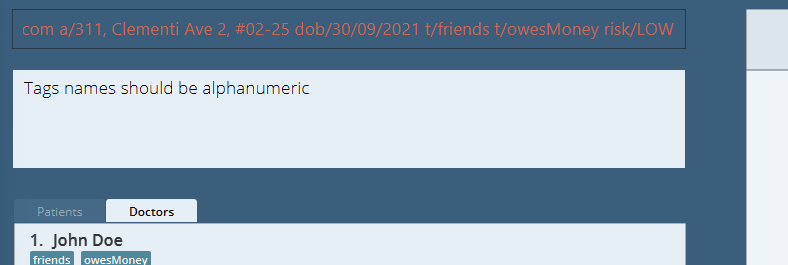 com a/311, Clementi Ave 2, #02-25 dob/30/09/2021 t/friends t/owesMoney risk/LOW
Tags names should be alphanumeric
Patients Doctors
1. John Doe
friends owesMoney